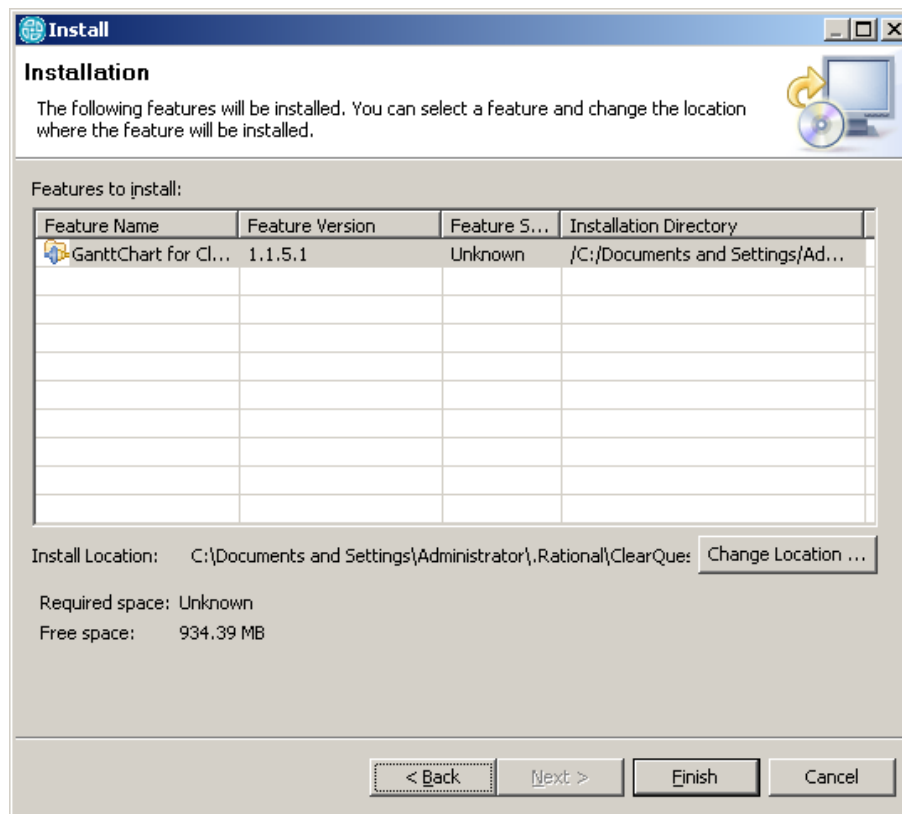 Install
Installation
The following features will be installed. You can select a feature and change the location
where the feature will be installed.
Features to install:
Feature Name Feature Version Feature S... Installation Directory
GanttChart for Cl... 1.1.5.1 Unknown /C:/Documents and Settings/Ad...
Install Location: C:\Documents and Settings\Administrator\.Rational\ClearQues Change Location ...
Required space: Unknown
Free space: 934.39 MB
< Back Next > Finish Cancel